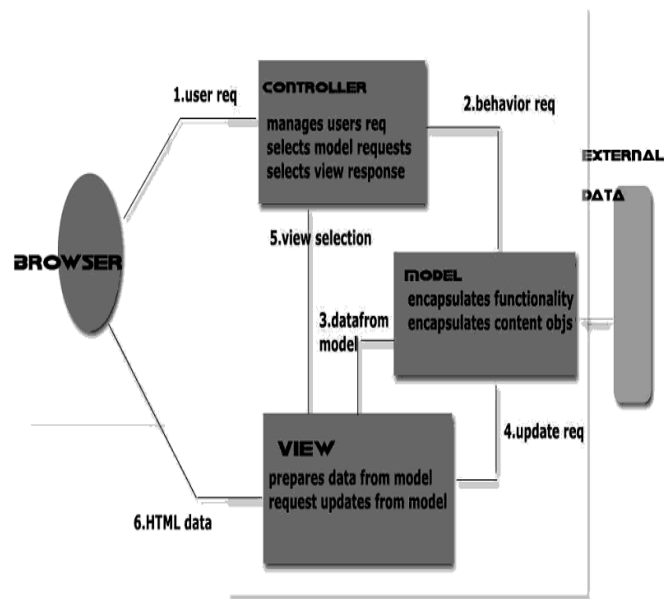 CONTROLLER
1.user req
2.behavior req
manages users req
selects model requests
selects view response
EXTERNAL
DATA
5.view selection
BROWSER
MODEL
encapsulates functionality
encapsulates content objs
3.datafrom
model
4.update req
VIEW
prepares data from model
request updates from model
6.HTML data